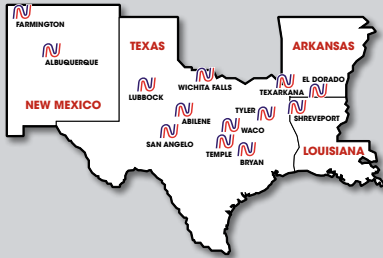 FARMINGTON
ALBUQUERQUE
NEW MEXICO
TEXAS
ARKANSAS
WICHITA FALLS
LUBBOCK
EL DORADO
TEXARKANA
ABILENE
TYLER
SHREVEPORT
SAN ANGELO
WACO
TEMPLE
BRYAN
LOUISIANA